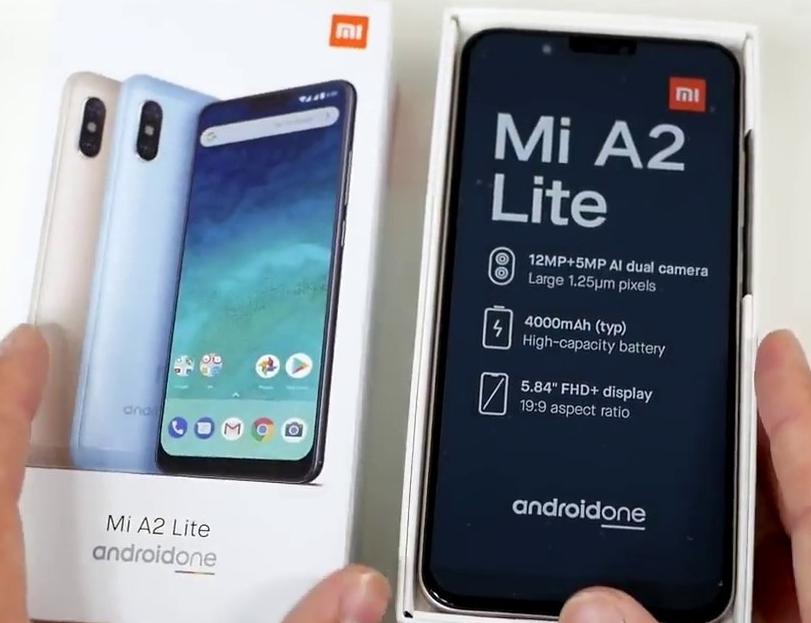 mi
Mi A2 Lite
androidone
mi
Mi A2
Lite
12MP+5MP AI dual camera
Large 1.25μm pixels
4000mAh (typ)
High-capacity battery
5.84" FHD+ display
19:9 aspect ratio
androidone